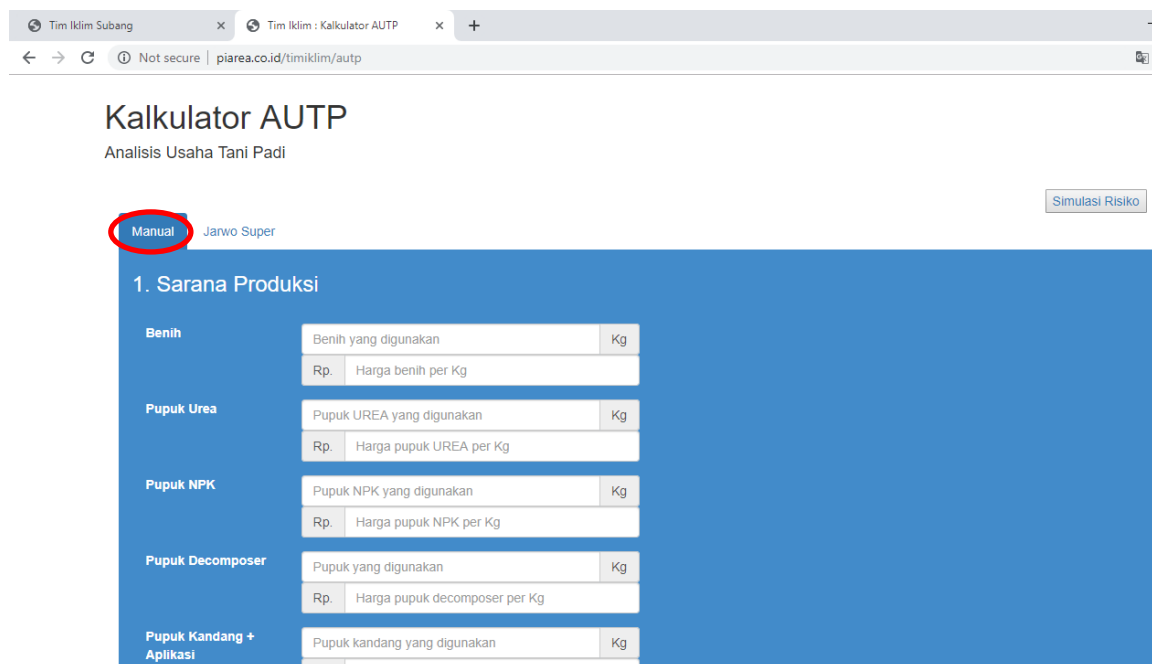 Tim Iklim Subang × Tim Iklim : Kalkulator AUTP × +
Not secure | piarea.co.id/timiklim/autp
Kalkulator AUTP
Analisis Usaha Tani Padi
Simulasi Risiko
Manual Jarwo Super
1. Sarana Produksi
Benih
Benih yang digunakan Kg
Rp. Harga benih per Kg
Pupuk Urea
Pupuk UREA yang digunakan Kg
Rp. Harga pupuk UREA per Kg
Pupuk NPK
Pupuk NPK yang digunakan Kg
Rp. Harga pupuk NPK per Kg
Pupuk Decomposer
Pupuk yang digunakan Kg
Rp. Harga pupuk decomposer per Kg
Pupuk Kandang +
Aplikasi
Pupuk kandang yang digunakan Kg